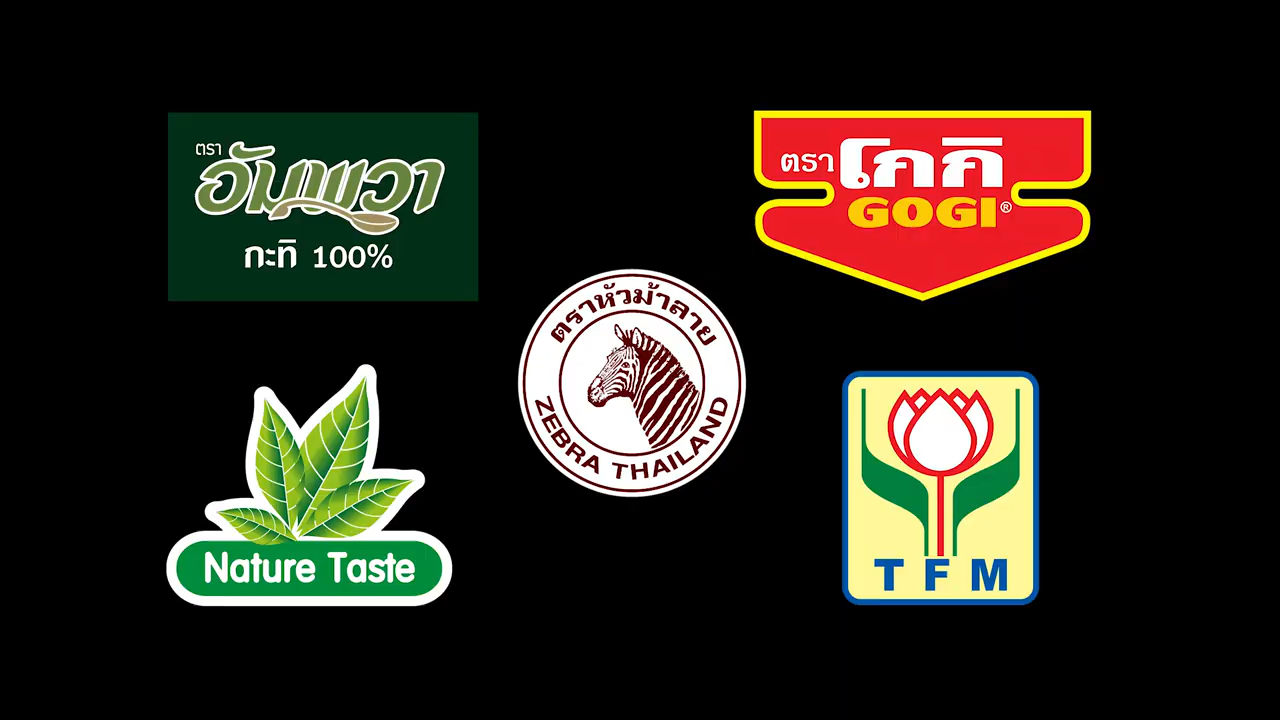 ตรา
อัมพวา
กะทิ 100%
ตรา โกกิ
GOGI®
ตราหัวม้าลาย
ZEBRA THAILAND
Nature Taste
TFM